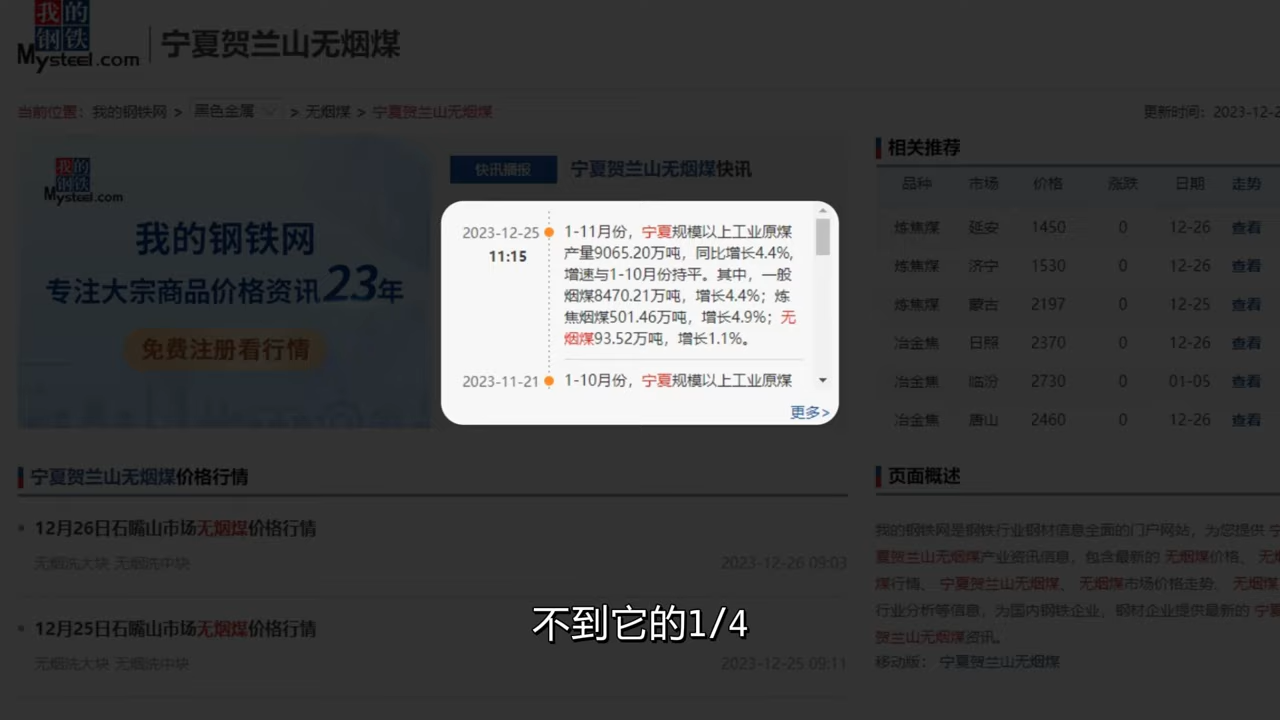 我的
钢铁
Mysteel.com
宁夏贺兰山无烟煤
当前位置： 我的钢铁网 > 黑色金属 > 无烟煤 > 宁夏贺兰山无烟煤
更新时间： 2023-12-2
我的
钢铁
Mysteel.com
我的钢铁网
专注大宗商品价格资讯23年
免费注册看行情
快讯播报
宁夏贺兰山无烟煤快讯
2023-12-25
11:15
1-11月份，宁夏规模以上工业原煤
产量9065.20万吨，同比增长4.4%,
增速与1-10月份持平。其中，一般
烟煤8470.21万吨，增长4.4%；炼
焦烟煤501.46万吨，增长4.9%；无
烟煤93.52万吨，增长1.1%。
2023-11-21
1-10月份，宁夏规模以上工业原煤
更多>
相关推荐
品种 市场 价格 涨跌 日期 走势
炼焦煤 延安 1450 0 12-26 查看
炼焦煤 济宁 1530 0 12-26 查看
炼焦煤 蒙古 2197 0 12-25 查看
冶金焦 日照 2370 0 12-26 查看
冶金焦 临汾 2730 0 01-05 查看
冶金焦 唐山 2460 0 12-26 查看
宁夏贺兰山无烟煤价格行情
12月26日石嘴山市场无烟煤价格行情
无烟洗大块 无烟洗中块
2023-12-26 09:03
12月25日石嘴山市场无烟煤价格行情
无烟洗大块 无烟洗中块
2023-12-25 09:11
页面概述
我的钢铁网是钢铁行业钢材信息全面的门户网站，为您提供 宁
夏贺兰山无烟煤产业资讯信息，包含最新的 无烟煤价格、 无烟
煤行情、 宁夏贺兰山无烟煤、 无烟煤市场价格走势、 无烟煤
行业分析等信息，为国内钢铁企业、钢材企业提供最新的 宁夏
贺兰山无烟煤资讯。
移动版： 宁夏贺兰山无烟煤
不到它的1/4